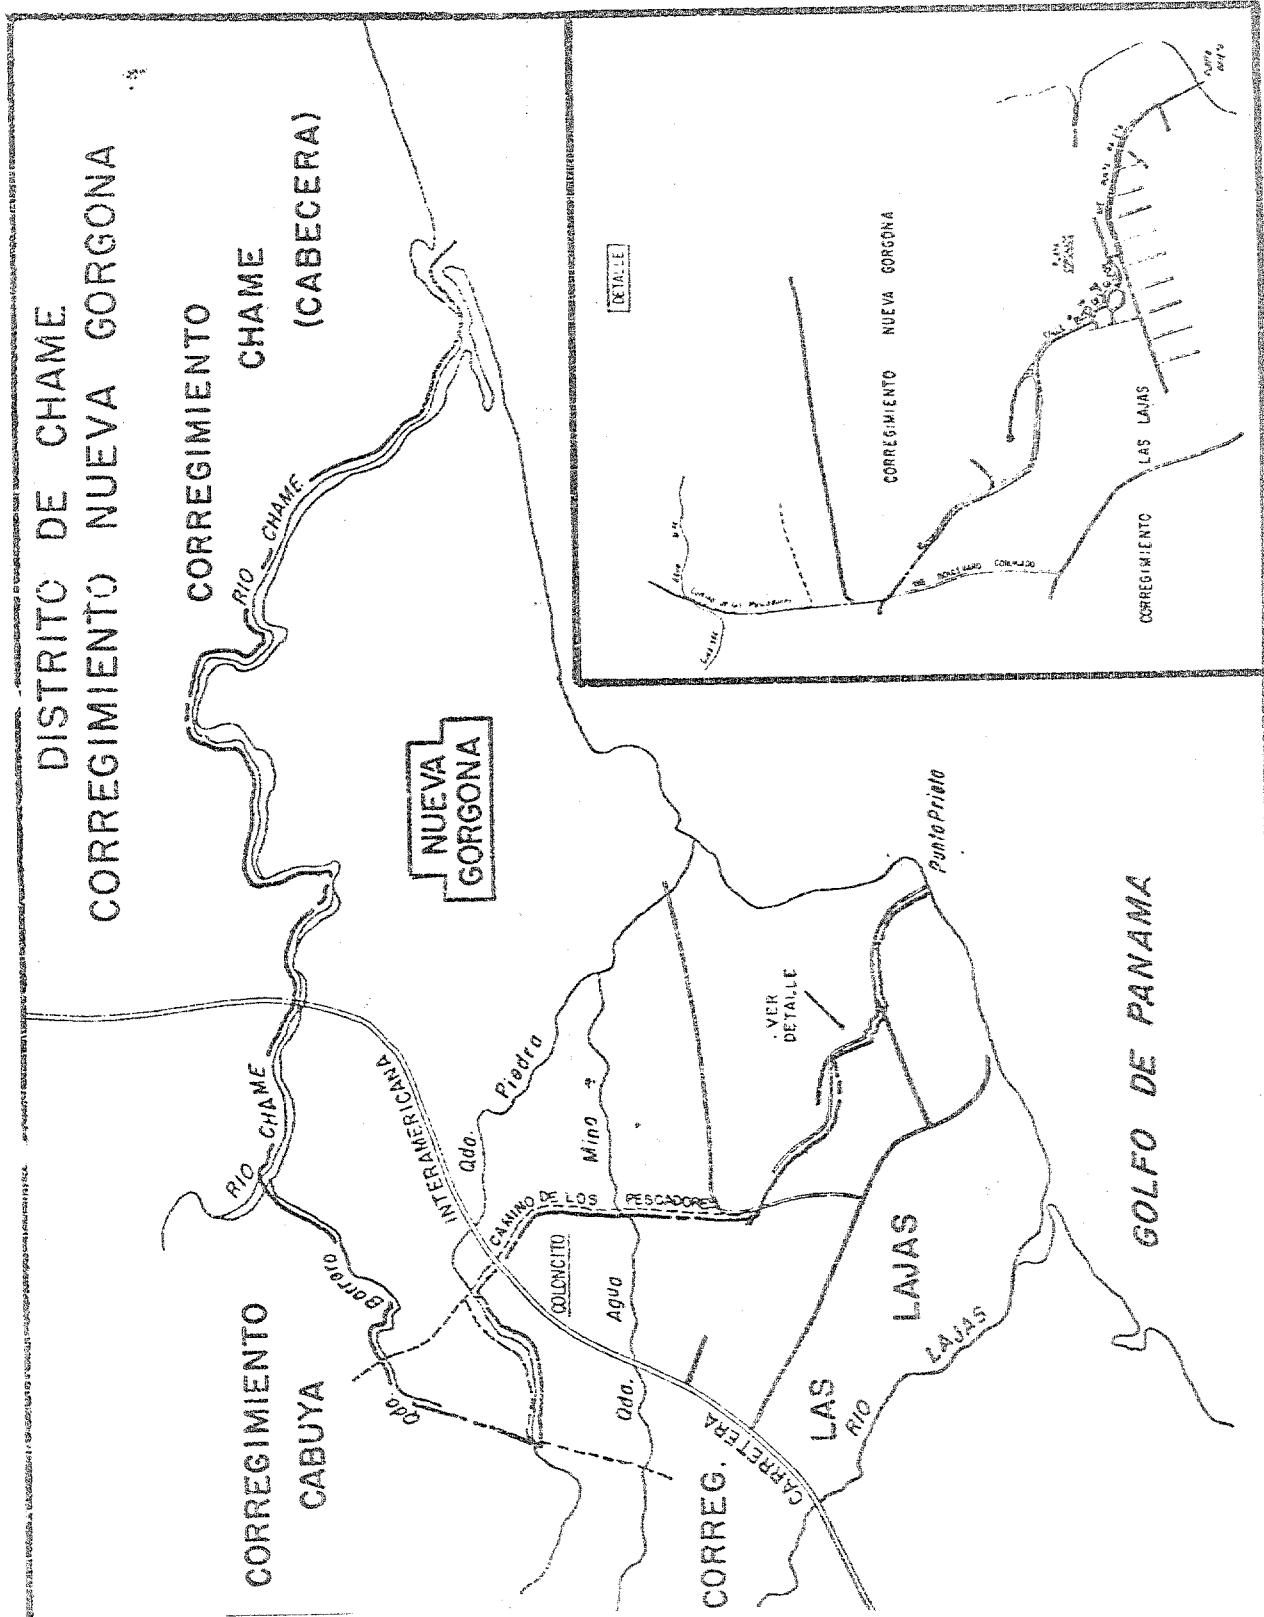 DISTRITO DE CHAME
CORREGIMIENTO NUEVA GORGONA
CORREGIMIENTO
CHAME
(CABECERA)
RIO CHAME
RIO CHAME
CORREGIMIENTO
CABUYA
Qda. Borrero
NUEVA
GORGONA
INTERAMERICANA
CARRETERA
Qda. Piedra
CAMINO DE LOS PESCADORES
COLONCITO
Qda. Agua Mina
VER
DETALLE
Punta Prieta
CORREG. LAS LAJAS
RIO LAJAS
GOLFO DE PANAMA
DETALLE
CORREGIMIENTO NUEVA GORGONA
CORREGIMIENTO LAS LAJAS